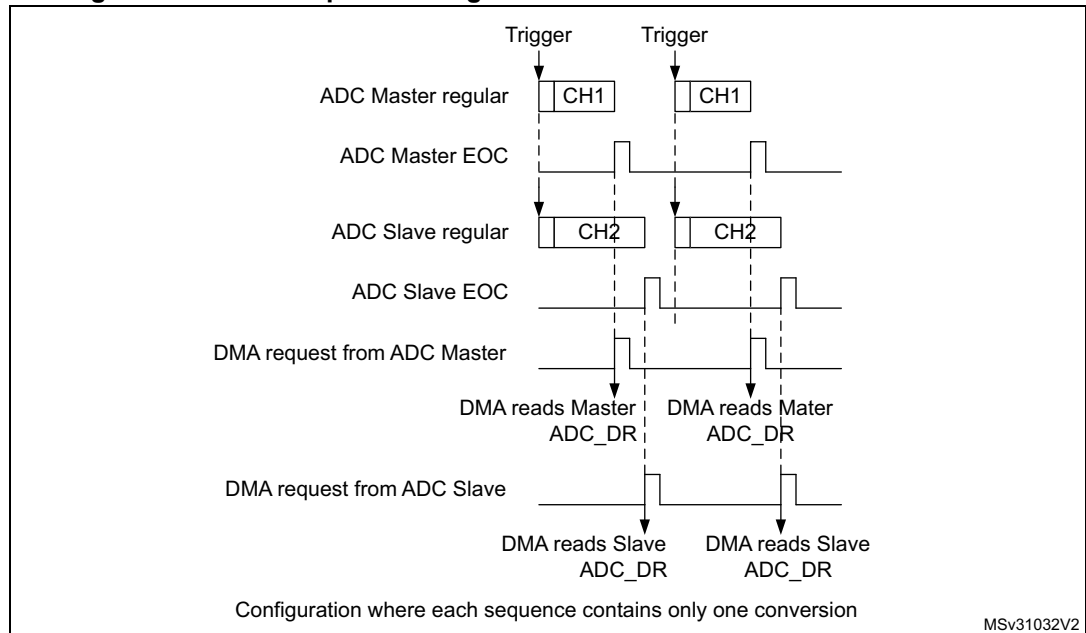 Trigger Trigger
ADC Master regular CH1 CH1
ADC Master EOC
ADC Slave regular CH2 CH2
ADC Slave EOC
DMA request from ADC Master
DMA reads Master DMA reads Mater
ADC_DR ADC_DR
DMA request from ADC Slave
DMA reads Slave DMA reads Slave
ADC_DR ADC_DR
Configuration where each sequence contains only one conversion
MSv31032V2